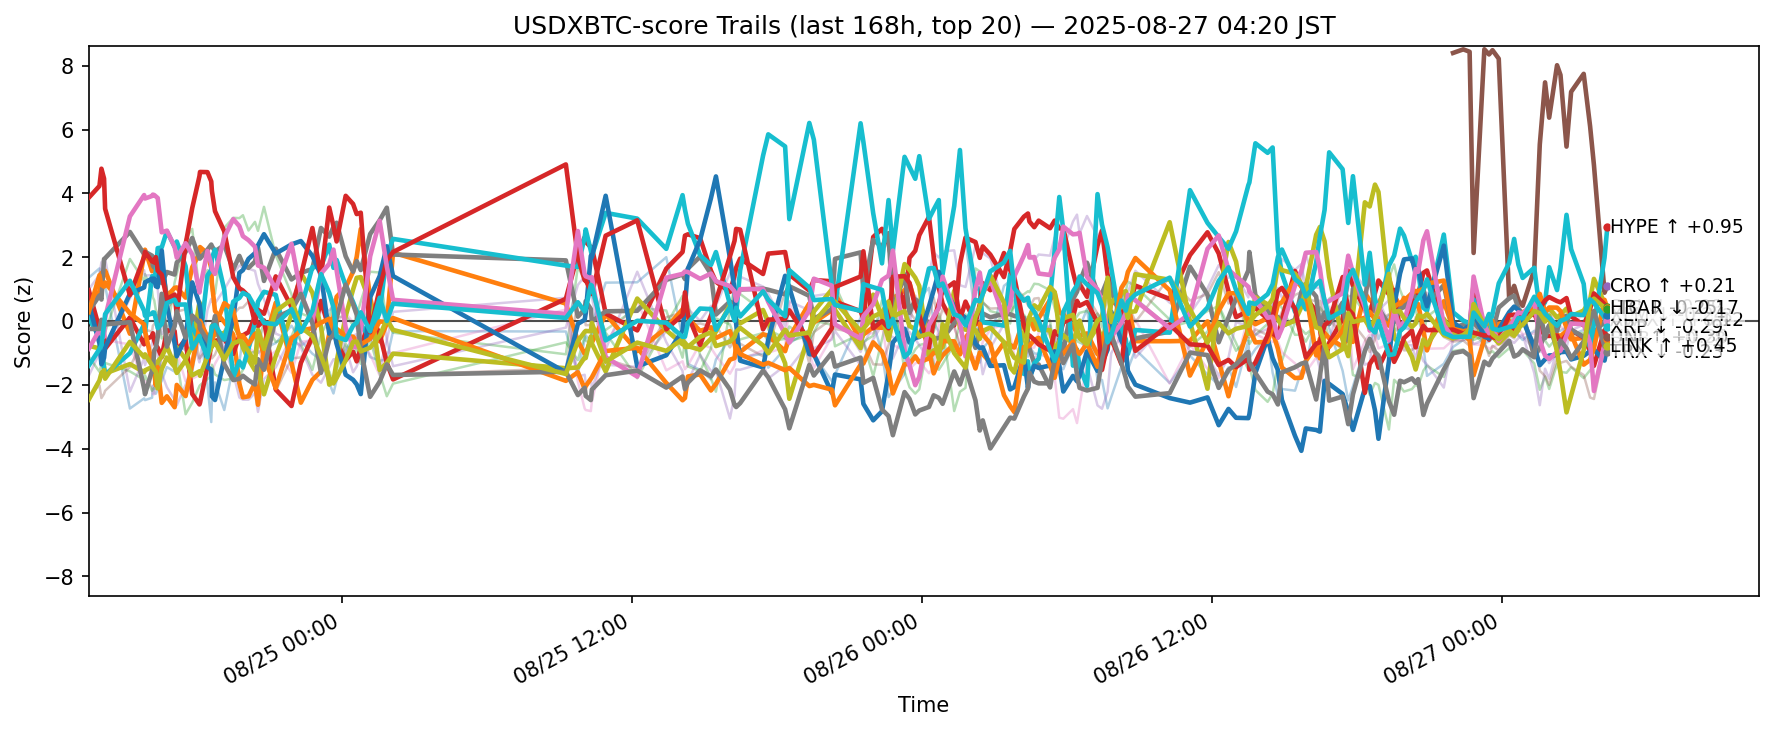 USDXBTC-score Trails (last 168h, top 20) — 2025-08-27 04:20 JST
Score (z)
8
6
4
2
0
−2
−4
−6
−8
HYPE ↑ +0.95
CRO ↑ +0.21
HBAR ↓ -0.17
XRP ↓ -0.29
LINK ↑ +0.45
08/25 00:00
08/25 12:00
08/26 00:00
08/26 12:00
08/27 00:00
Time